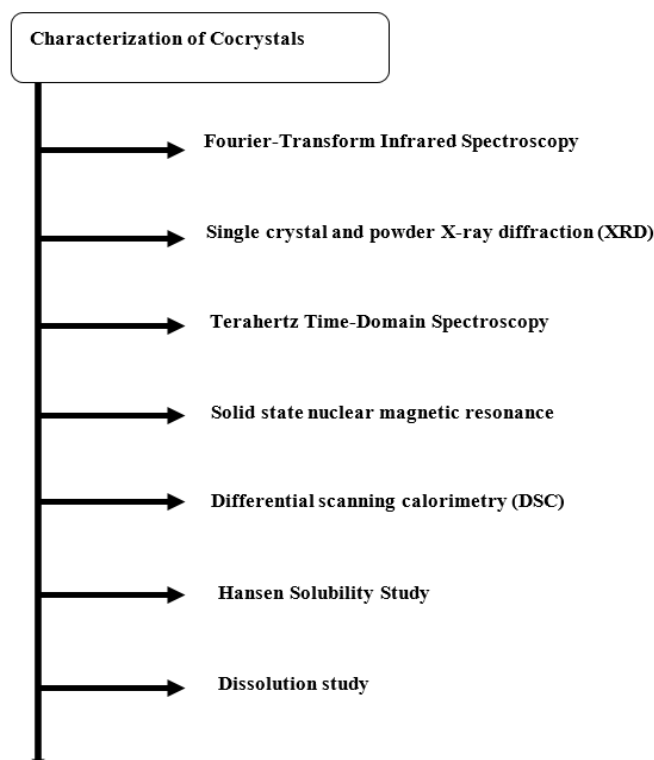 Characterization of Cocrystals
Fourier-Transform Infrared Spectroscopy
Single crystal and powder X-ray diffraction (XRD)
Terahertz Time-Domain Spectroscopy
Solid state nuclear magnetic resonance
Differential scanning calorimetry (DSC)
Hansen Solubility Study
Dissolution study